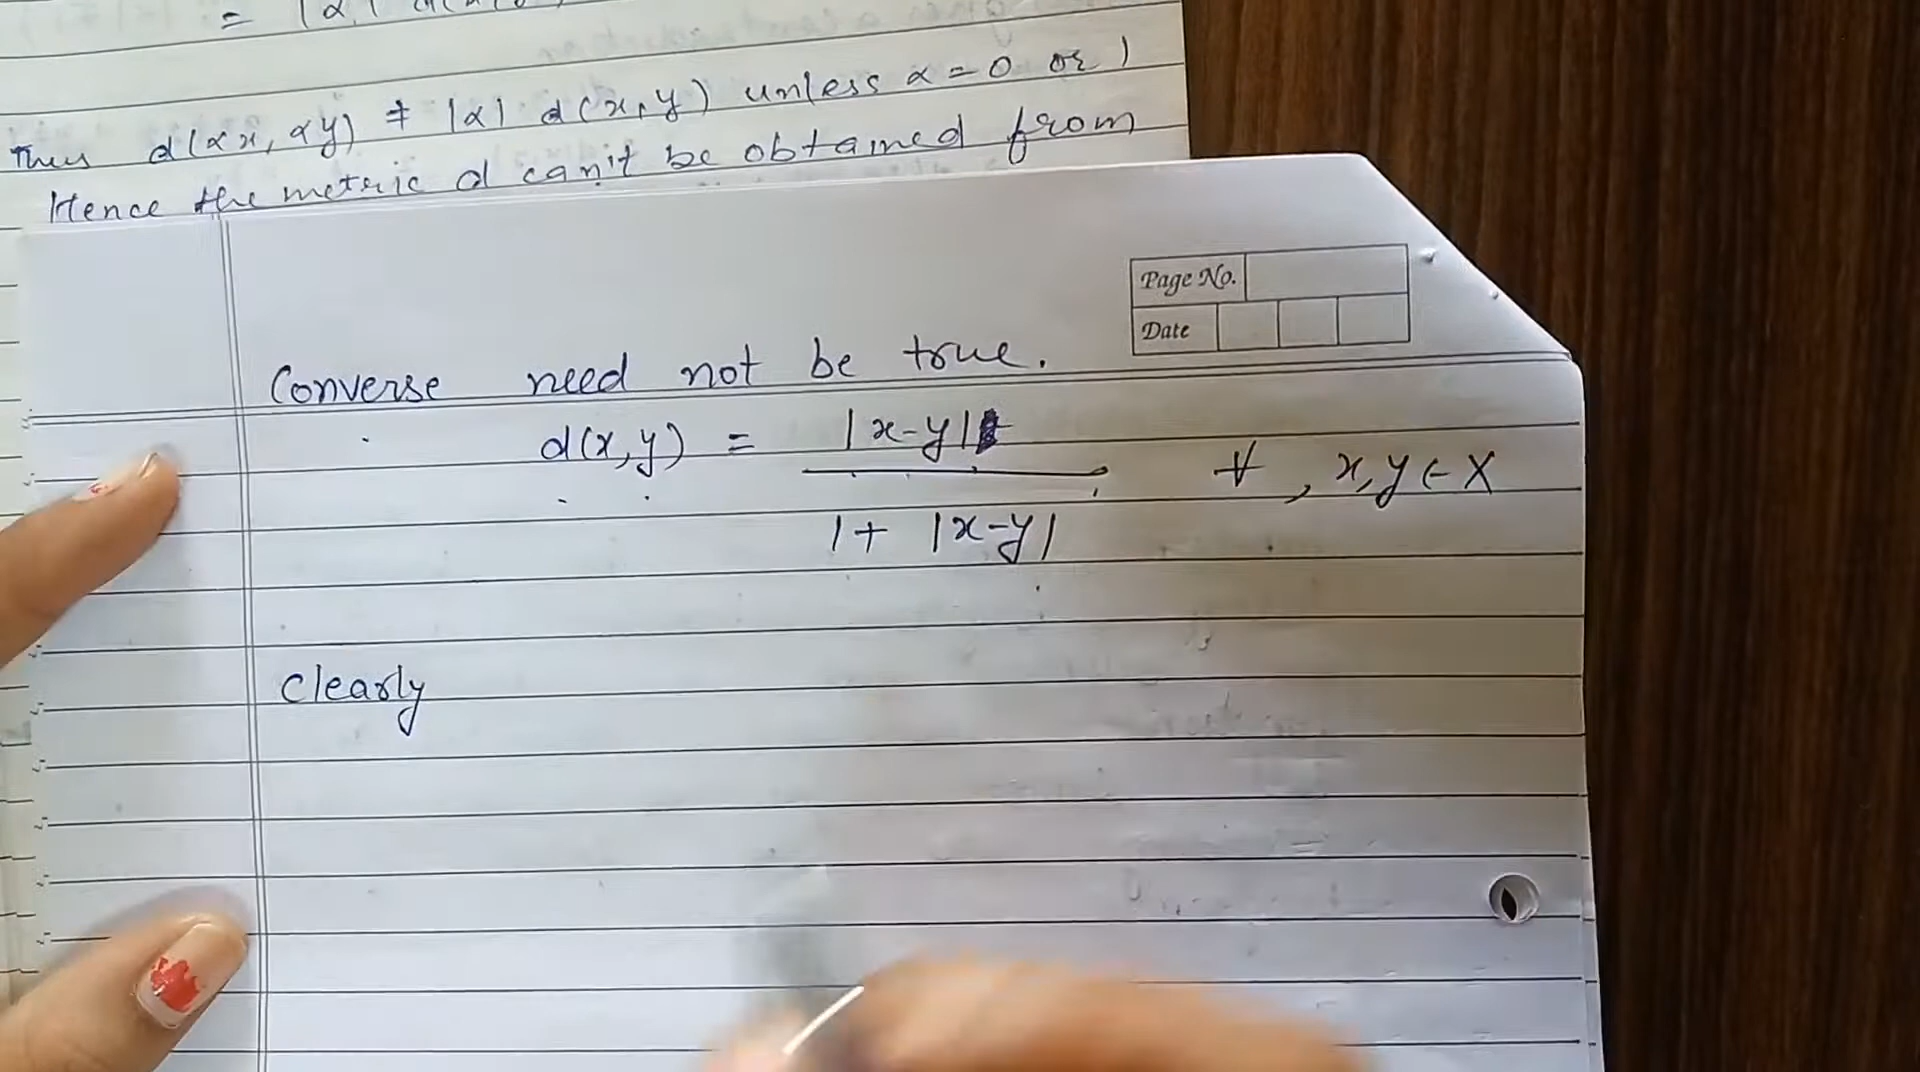 = |α|
Thus d(αx, αy) ≠ |α| d(x, y) unless α = 0 or 1
Hence the metric d can't be obtained from
Page No.
Date
Converse need not be true.
d(x,y) = |x-y| / 1 + |x-y| ∀, x,y ∈ X
Clearly